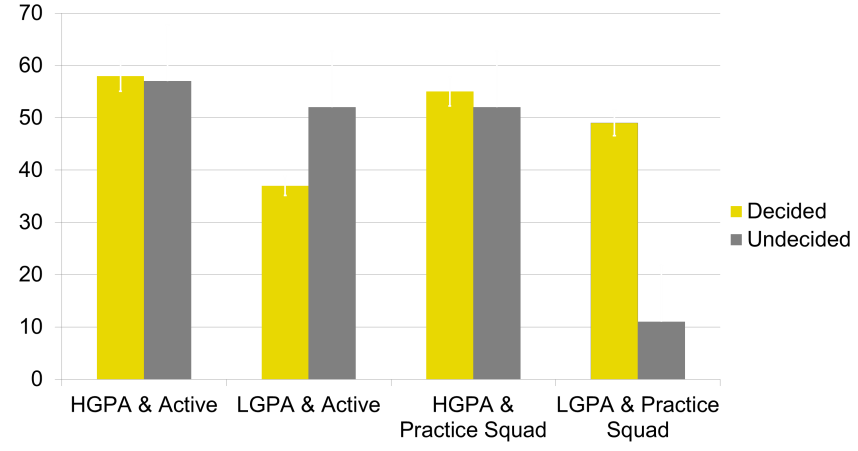 70
60
50
40
30
20
10
0
Decided
Undecided
HGPA & Active
LGPA & Active
HGPA &
Practice Squad
LGPA & Practice
Squad